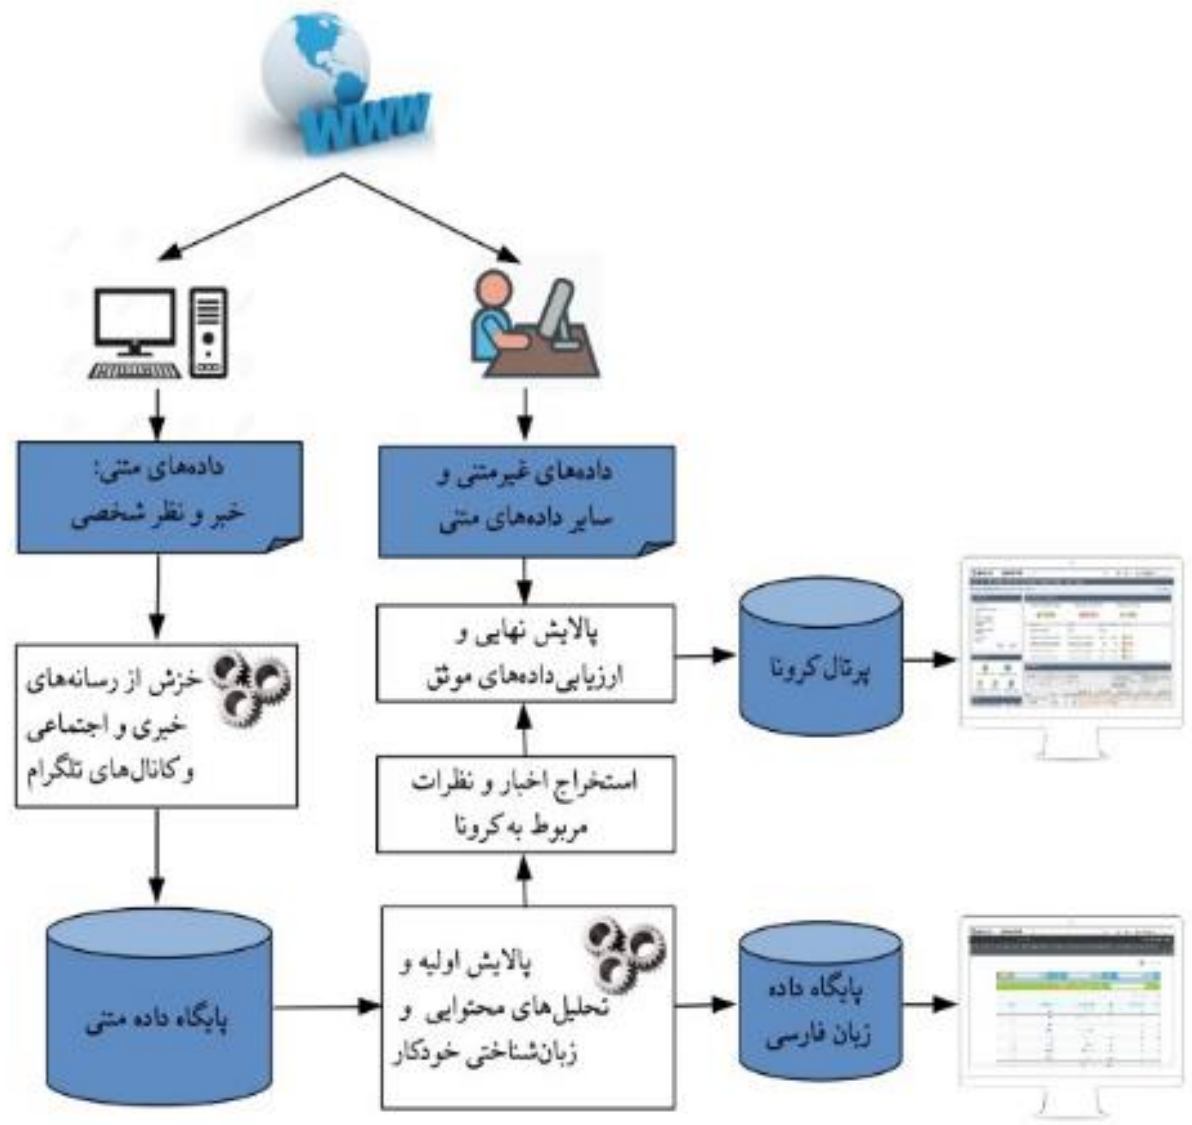 WWW
داده‌های متنی:
خبر و نظر شخصی
داده‌های غیرمتنی و
سایر داده‌های متنی
خزش از رسانه‌های
خبری و اجتماعی
و کانال‌های تلگرام
پالایش نهایی و
ارزیابی داده‌های موثق
پرتال کرونا
استخراج اخبار و نظرات
مربوط به کرونا
پایگاه داده متنی
پالایش اولیه و
تحلیل‌های محتوایی و
زبان‌شناختی خودکار
پایگاه داده
زبان فارسی